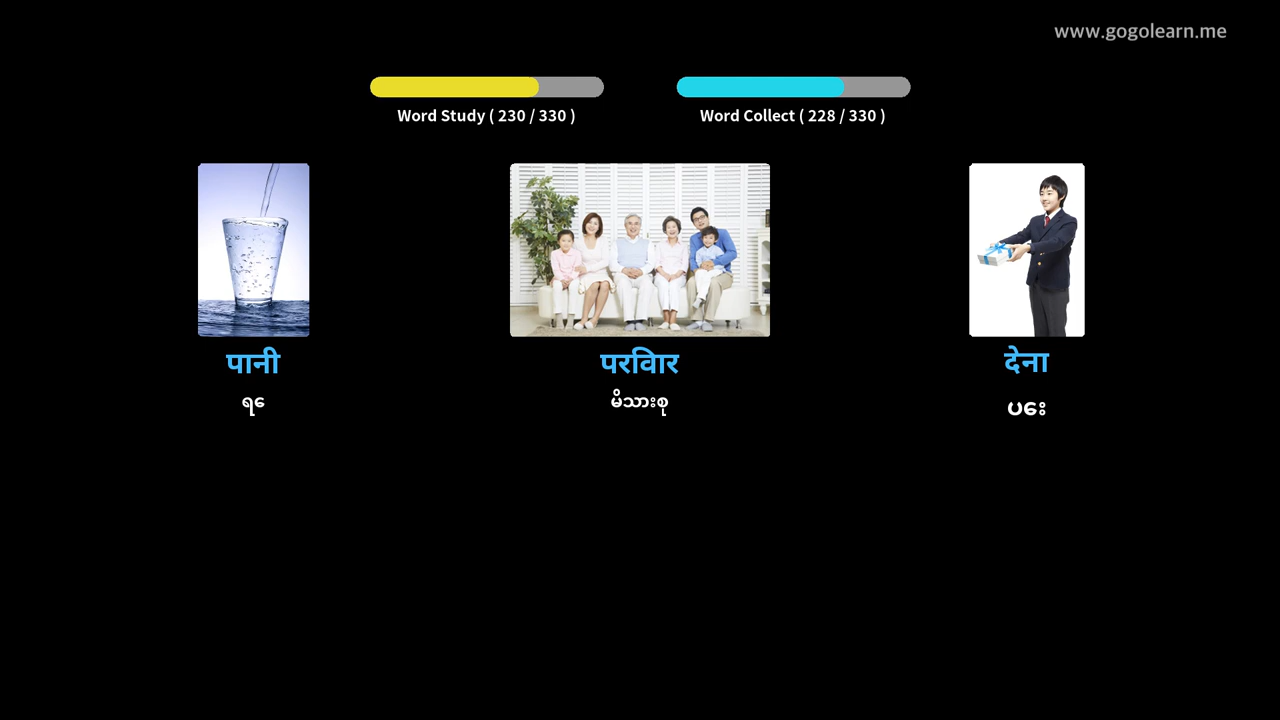 www.gogolearn.me
Word Study ( 230 / 330 )
Word Collect ( 228 / 330 )
पानी
परिवार
देना
ရေ
မိသားစု
ပေး